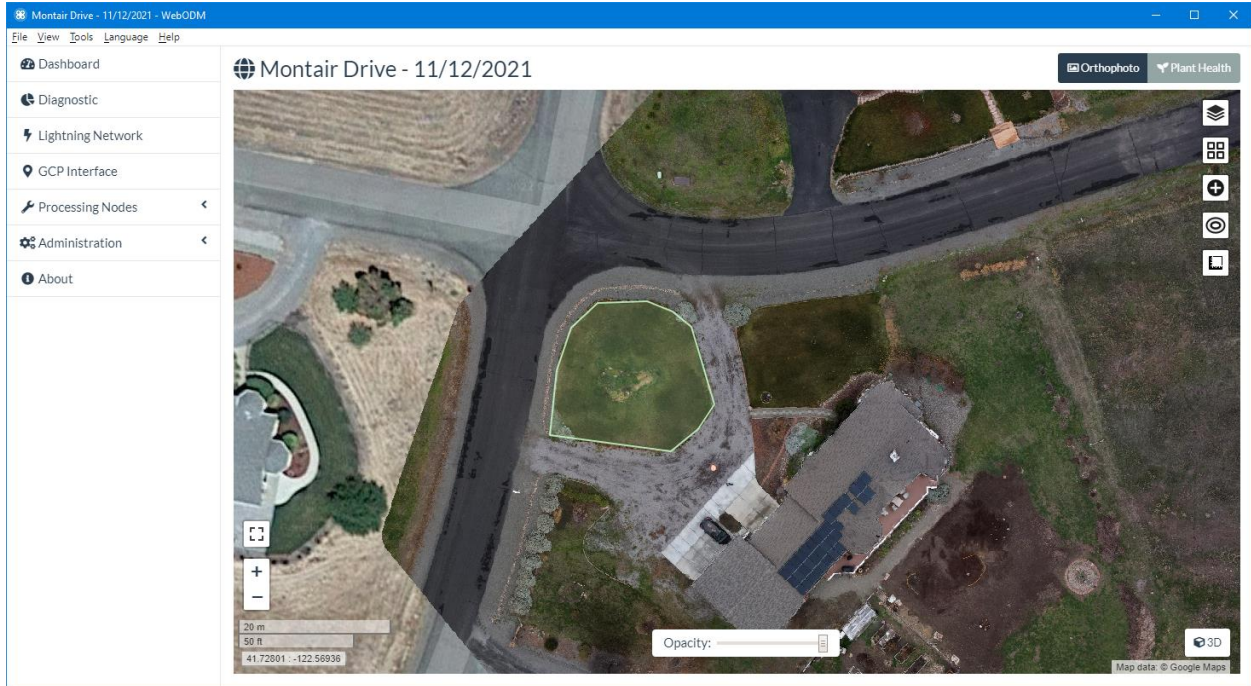 Montair Drive - 11/12/2021 - WebODM
File View Tools Language Help
Dashboard
Diagnostic
Lightning Network
GCP Interface
Processing Nodes
Administration
About
Montair Drive - 11/12/2021
Orthophoto Plant Health
20 m
50 ft
41.72801 : -122.56936
Opacity:
3D
Map data: © Google Maps